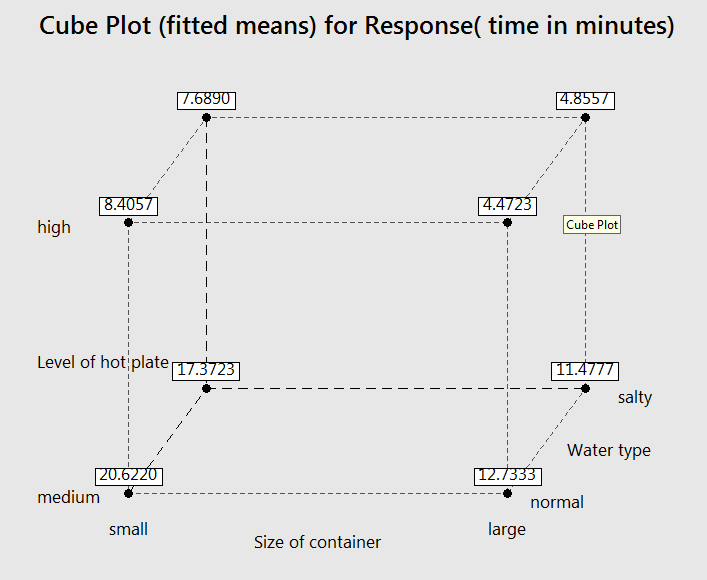 Cube Plot (fitted means) for Response( time in minutes)
7.6890
4.8557
8.4057
4.4723
high
Cube Plot
Level of hot plate
17.3723
11.4777
salty
Water type
20.6220
12.7333
medium
normal
small
large
Size of container